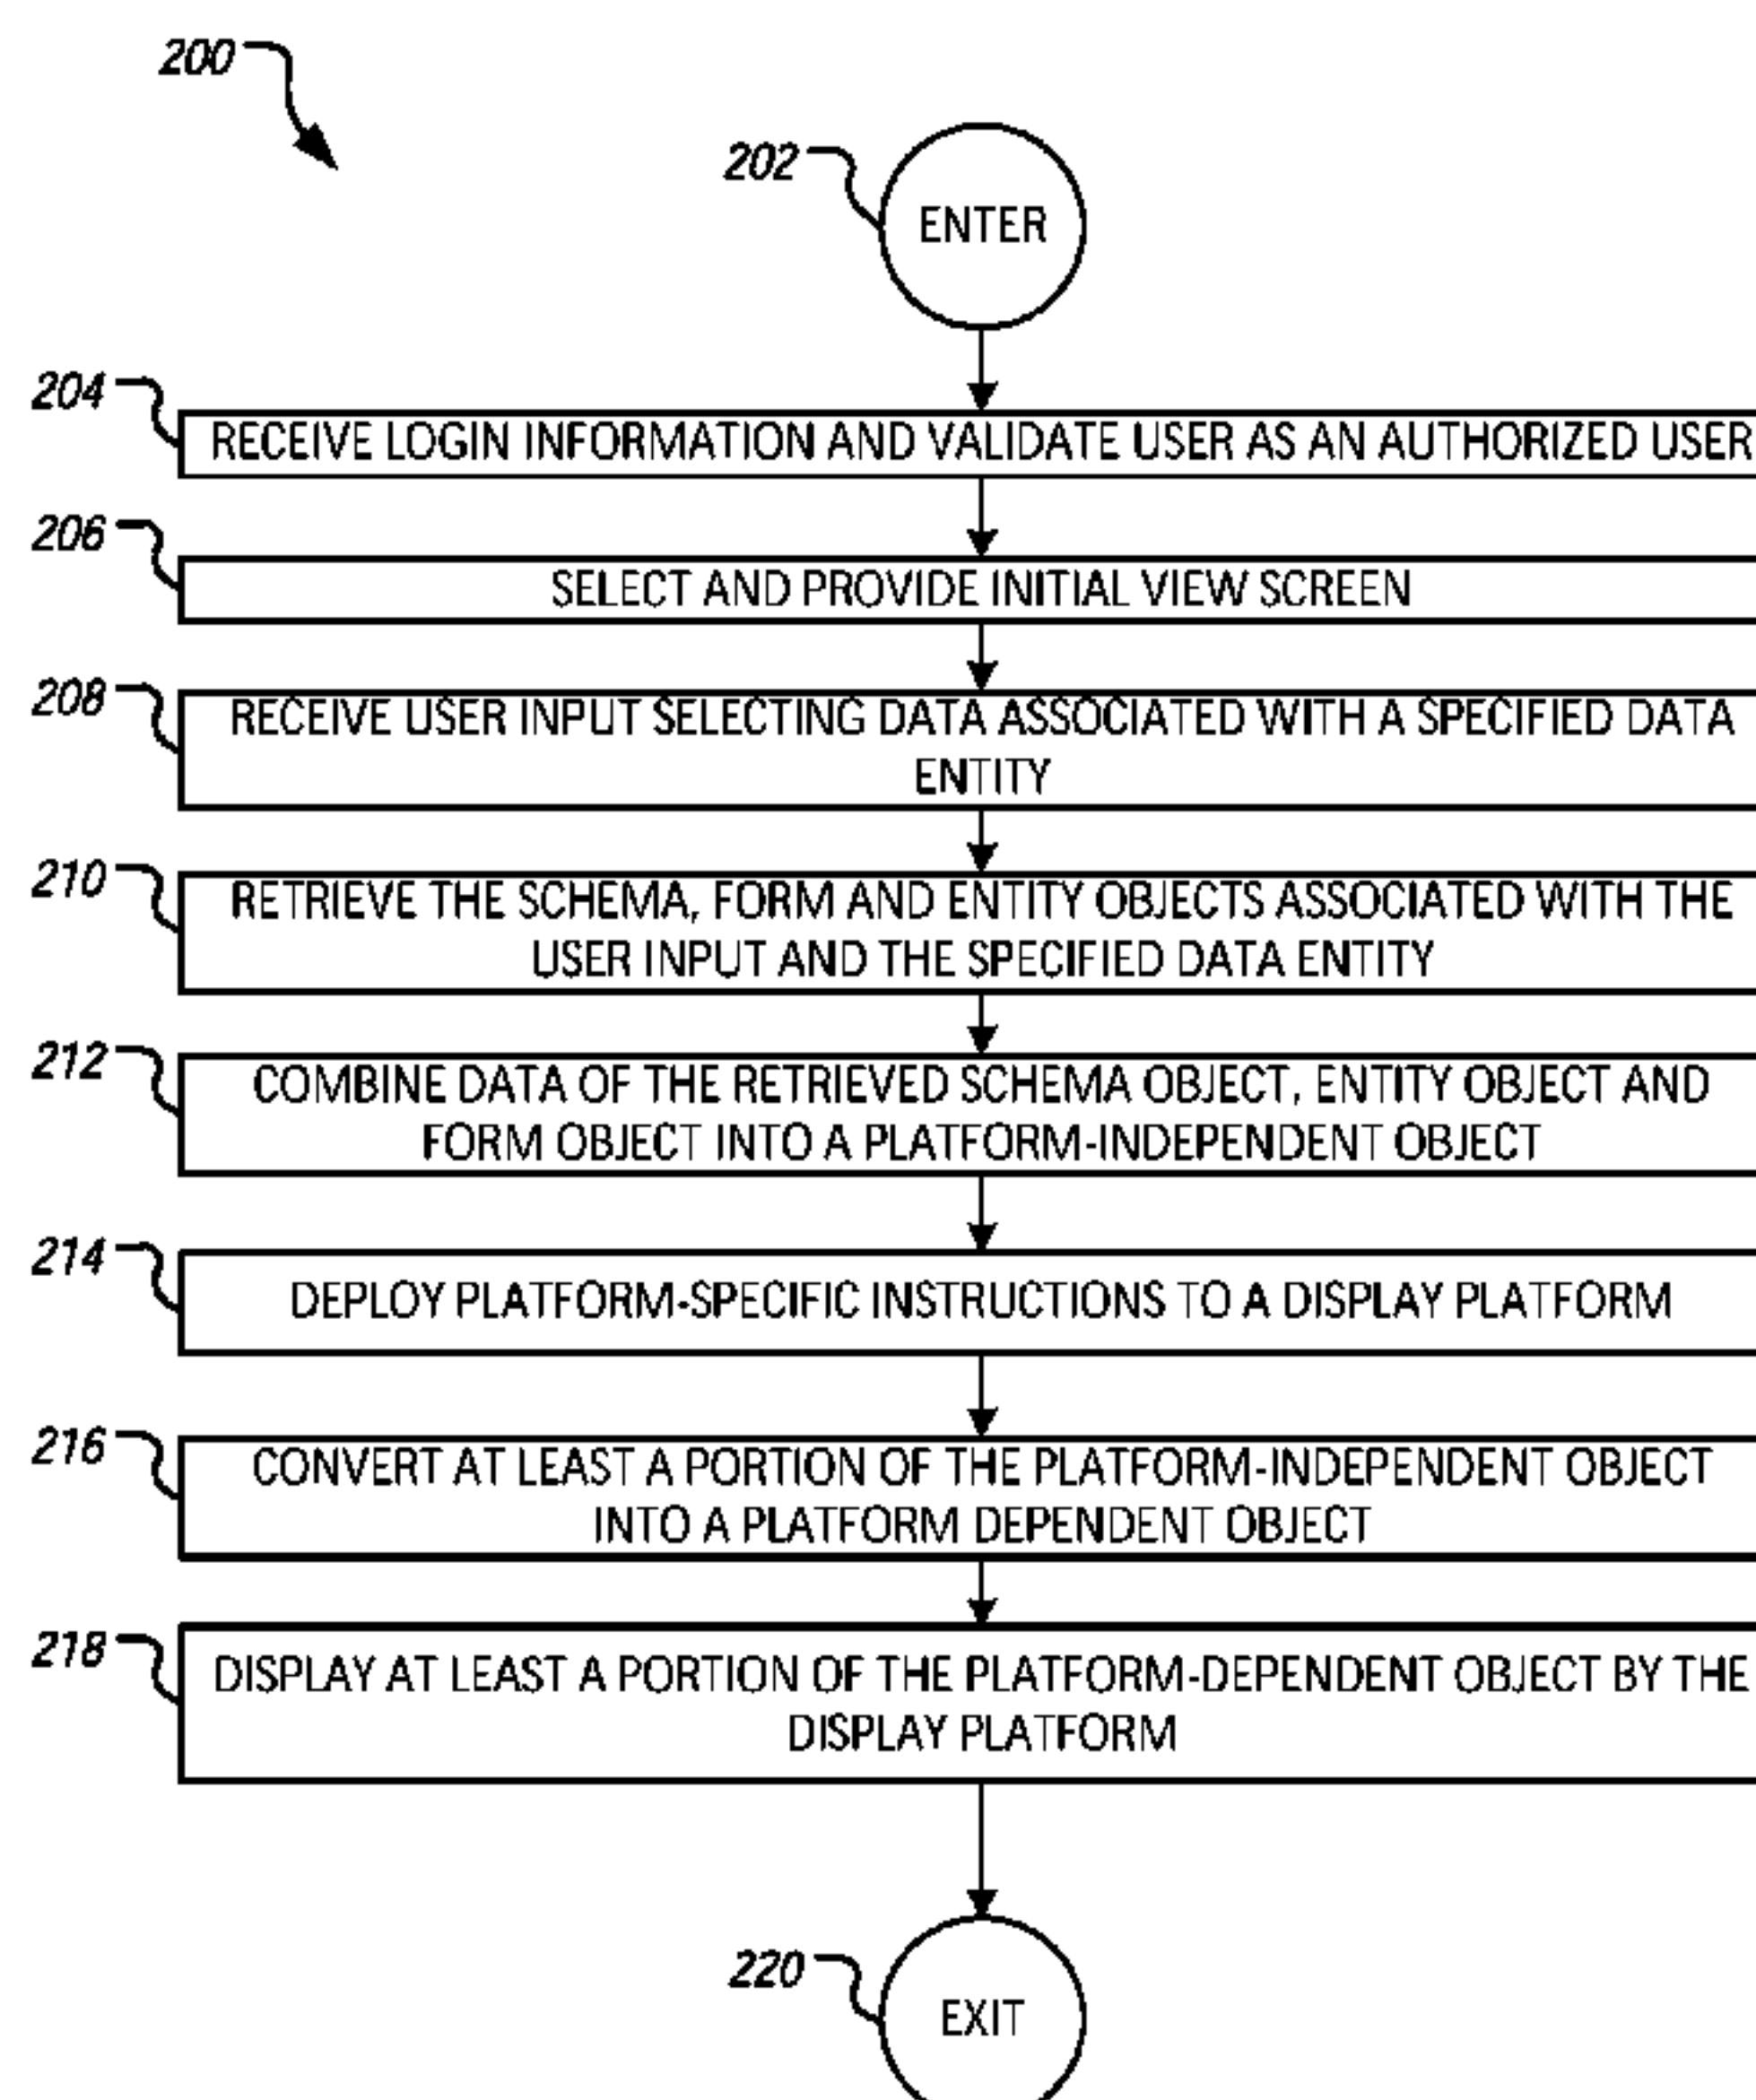 200
202
ENTER
204
RECEIVE LOGIN INFORMATION AND VALIDATE USER AS AN AUTHORIZED USER
206
SELECT AND PROVIDE INITIAL VIEW SCREEN
208
RECEIVE USER INPUT SELECTING DATA ASSOCIATED WITH A SPECIFIED DATA
ENTITY
210
RETRIEVE THE SCHEMA, FORM AND ENTITY OBJECTS ASSOCIATED WITH THE
USER INPUT AND THE SPECIFIED DATA ENTITY
212
COMBINE DATA OF THE RETRIEVED SCHEMA OBJECT, ENTITY OBJECT AND
FORM OBJECT INTO A PLATFORM-INDEPENDENT OBJECT
214
DEPLOY PLATFORM-SPECIFIC INSTRUCTIONS TO A DISPLAY PLATFORM
216
CONVERT AT LEAST A PORTION OF THE PLATFORM-INDEPENDENT OBJECT
INTO A PLATFORM DEPENDENT OBJECT
218
DISPLAY AT LEAST A PORTION OF THE PLATFORM-DEPENDENT OBJECT BY THE
DISPLAY PLATFORM
220
EXIT